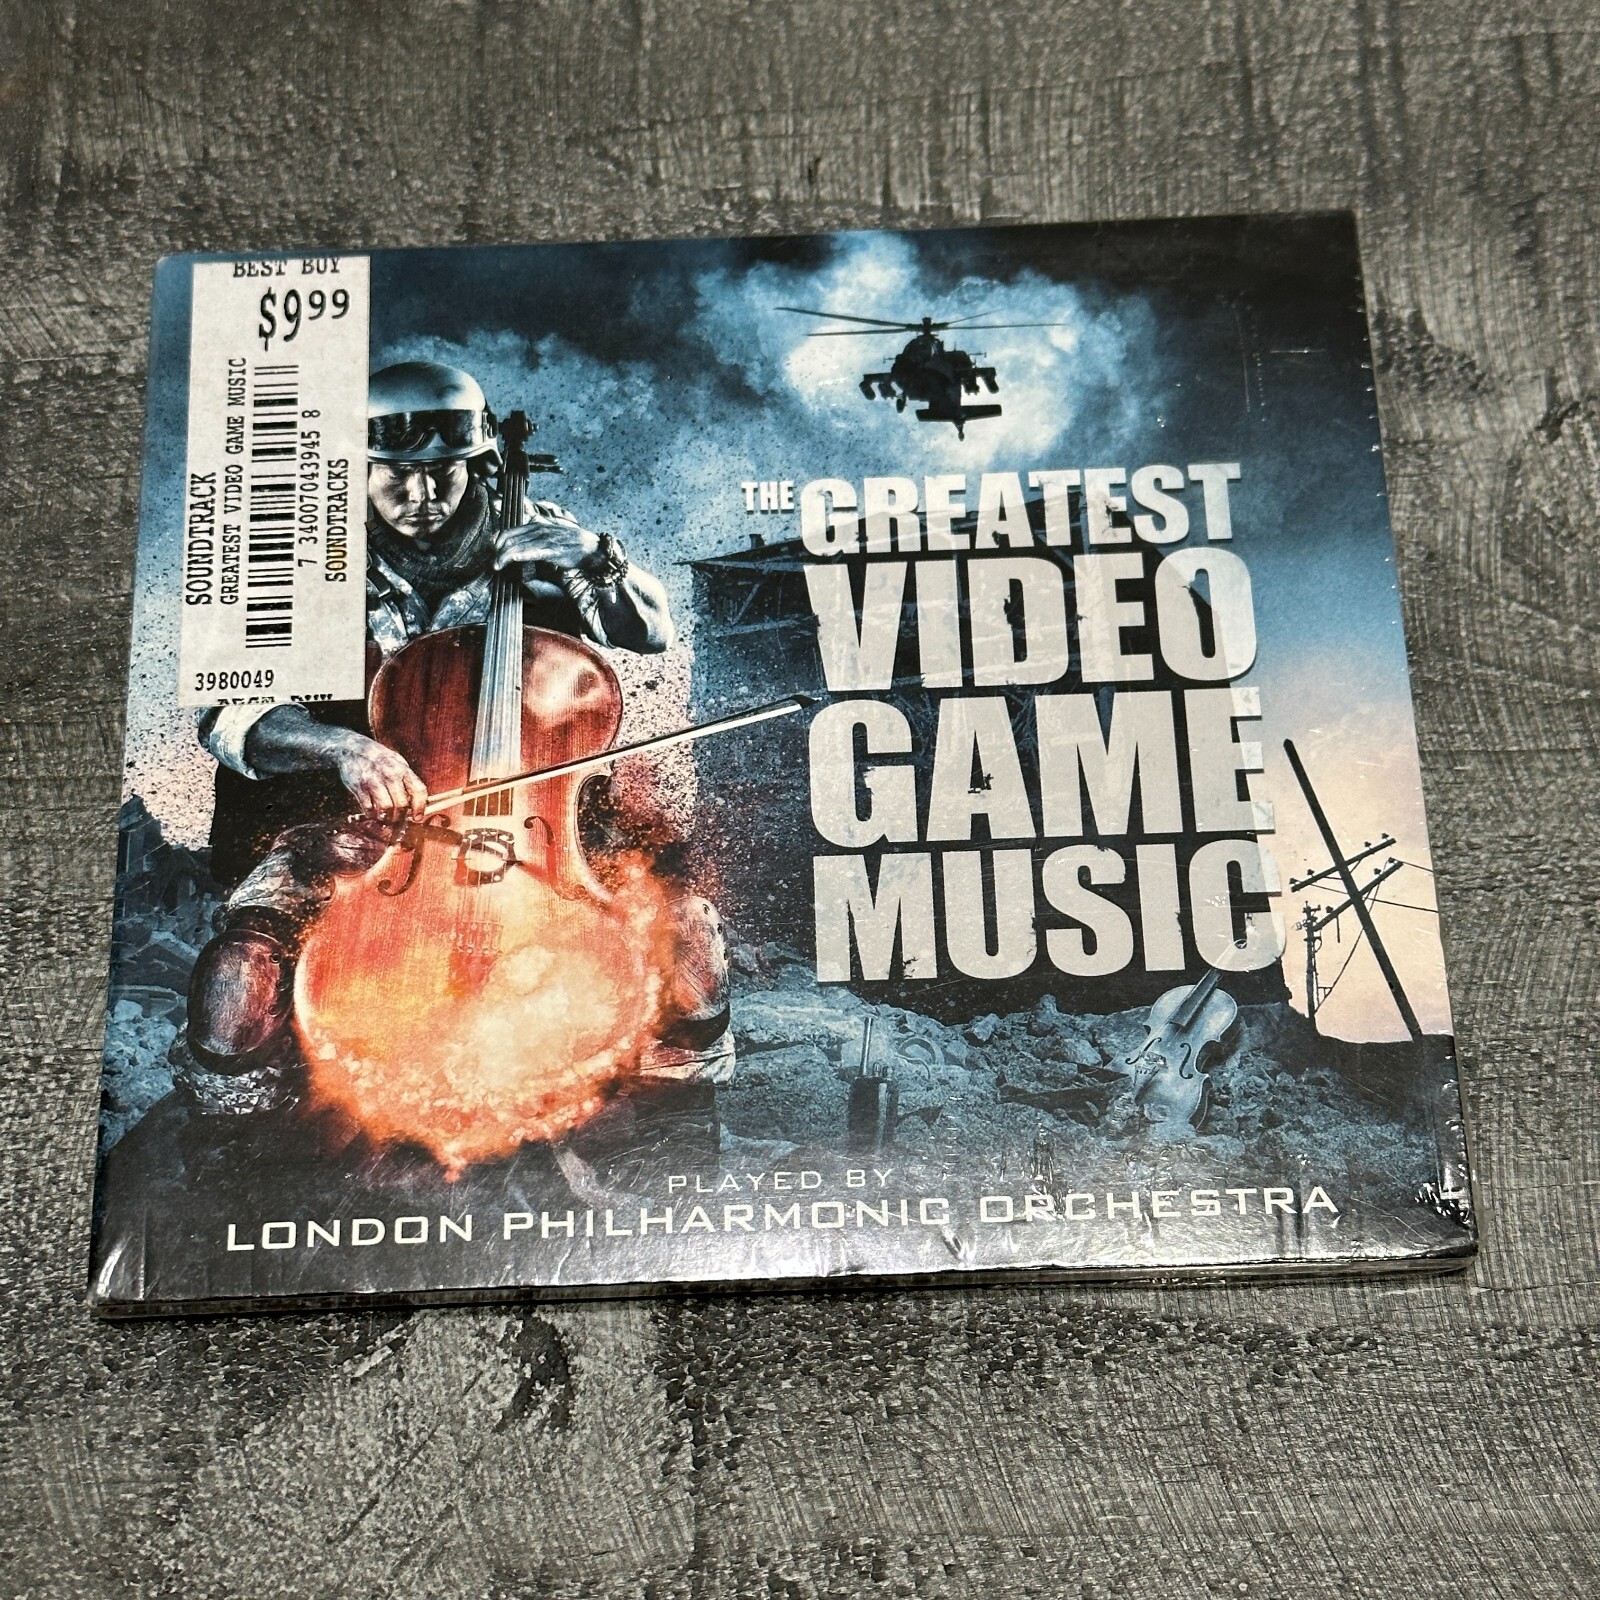 BEST BUY
$9.99
SOUNDTRACK
GREATEST VIDEO GAME MUSIC
7 34007043945 8
SOUNDTRACKS
3980049
THE GREATEST
VIDEO
GAME
MUSIC
PLAYED BY
LONDON PHILHARMONIC ORCHESTRA